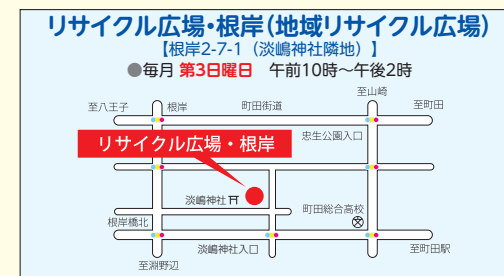 リサイクル広場・根岸(地域リサイクル広場)
【根岸2-7-1（淡嶋神社隣地）】
●毎月 第3日曜日 午前10時～午後2時
至山崎
至八王子 根岸 町田街道 至町田
忠生公園入口
リサイクル広場・根岸
淡嶋神社
町田総合高校
根岸橋北
淡嶋神社入口 至町田駅
至淵野辺